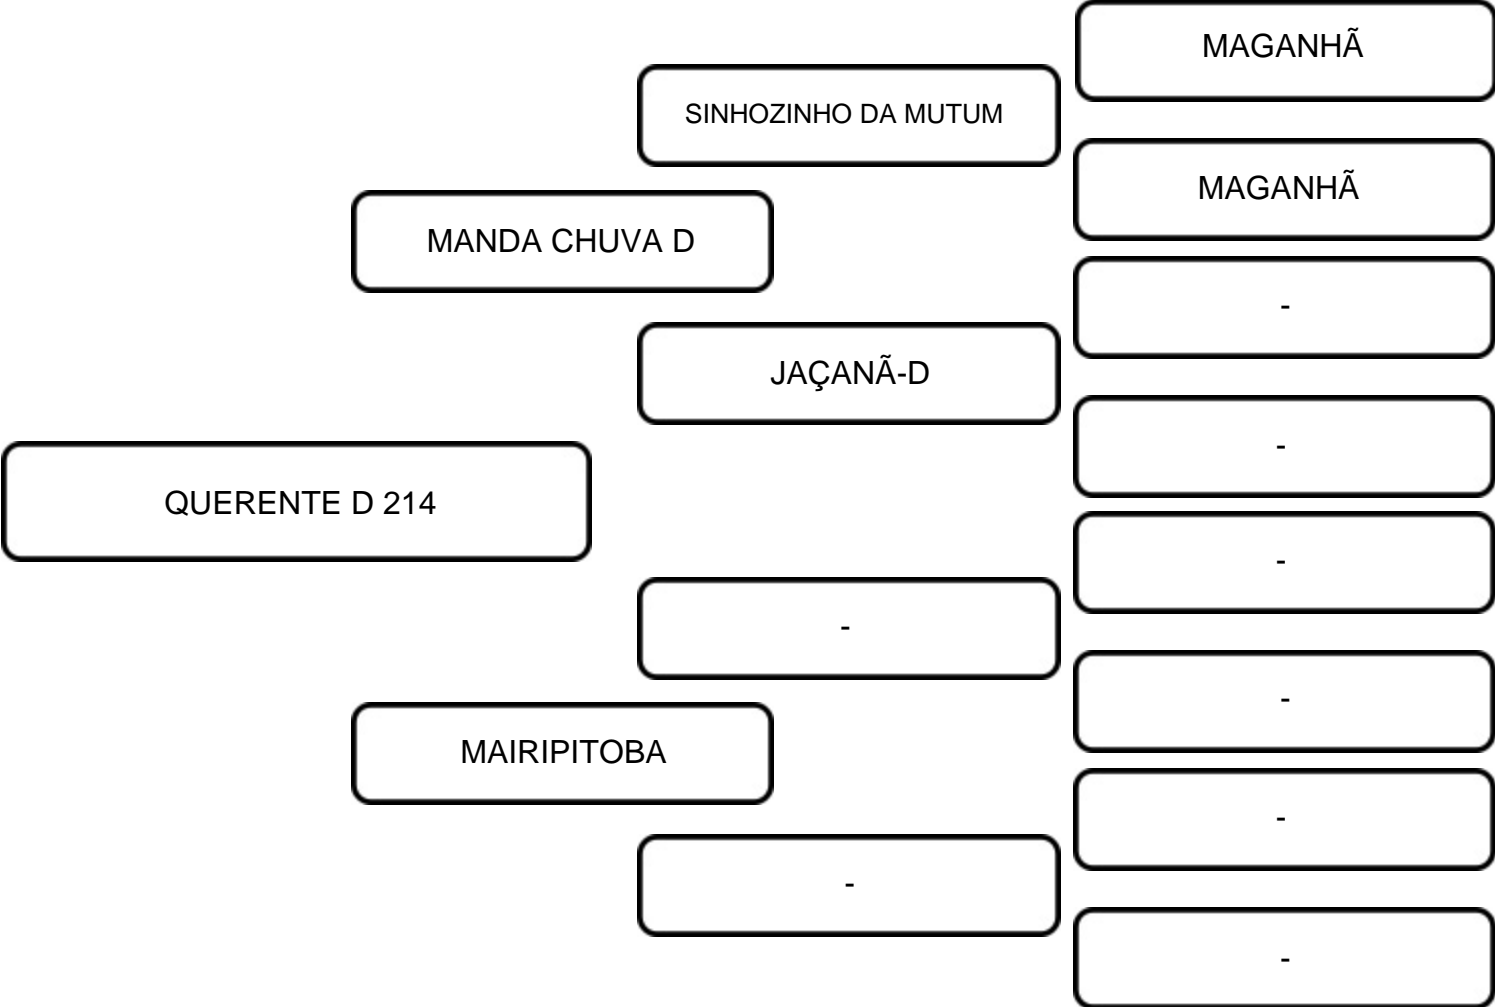 MAGANHÃ
SINHOZINHO DA MUTUM
MAGANHÃ
MANDA CHUVA D
-
JAÇANÃ-D
-
QUERENTE D 214
-
-
-
MAIRIPITOBA
-
-
-